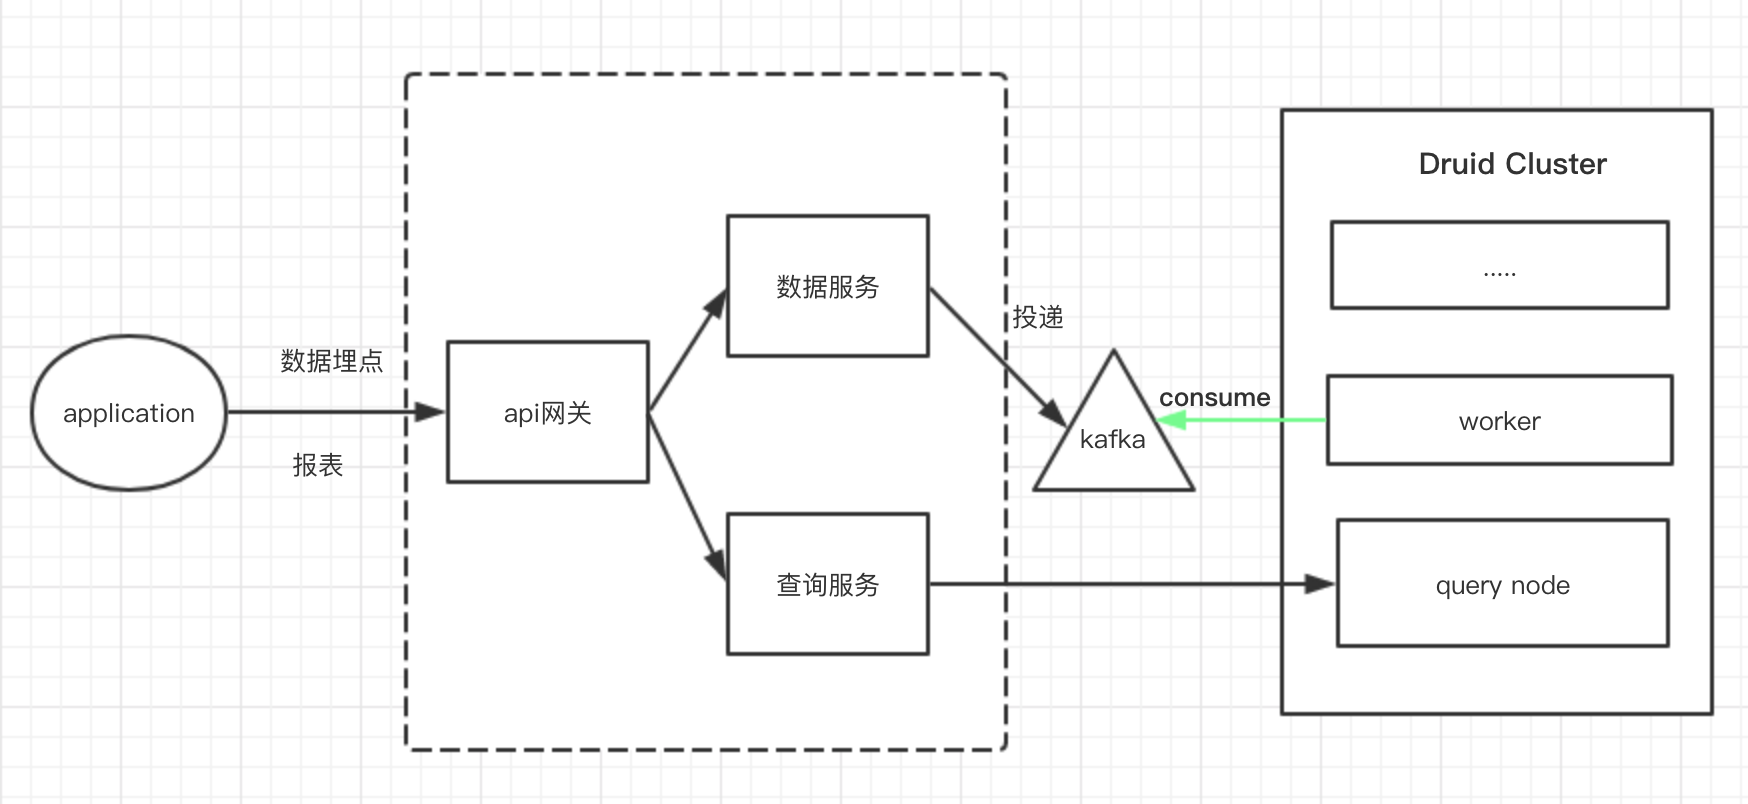 application
数据埋点
报表
api网关
数据服务
查询服务
投递
kafka
consume
Druid Cluster
.....
worker
query node